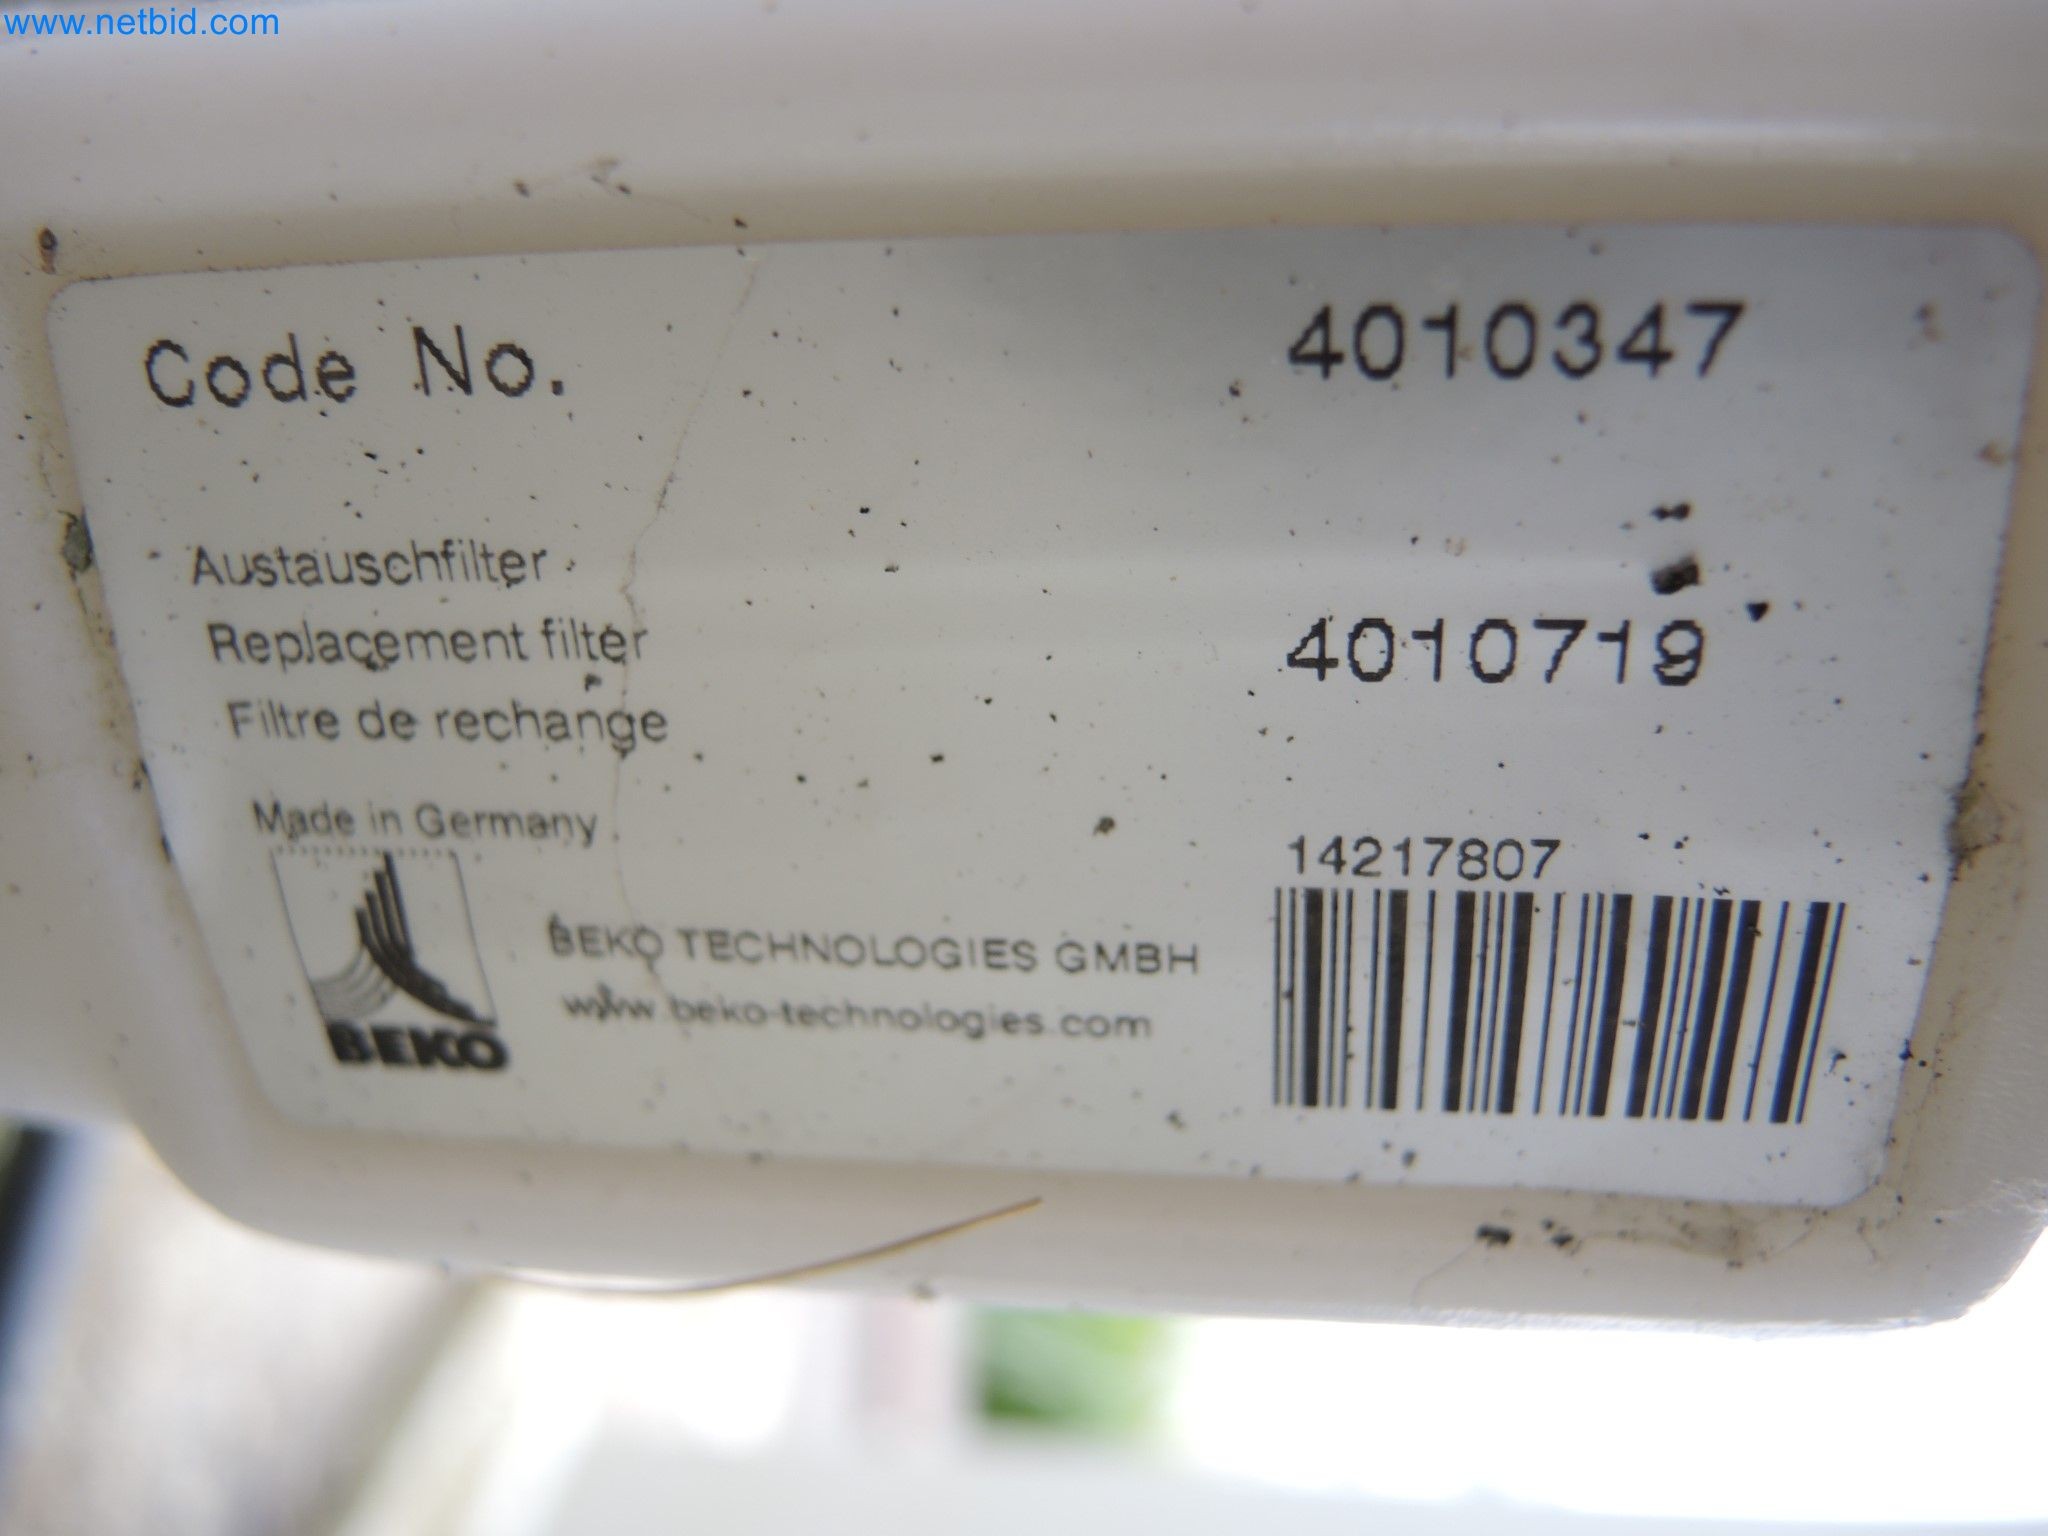 www.netbid.com
Code No. 4010347
Austauschfilter
Replacement filter 4010719
Filtre de rechange
Made in Germany
14217807
BEKO TECHNOLOGIES GMBH
www.beko-technologies.com
BEKO